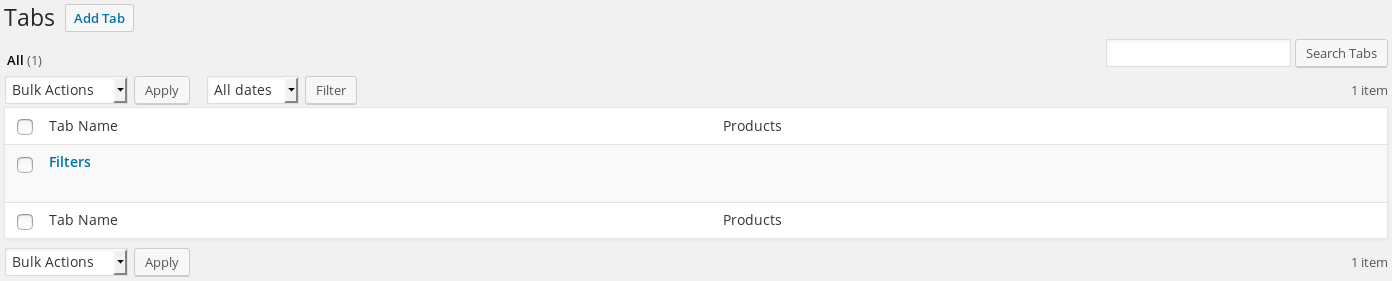 Tabs Add Tab
All (1) Search Tabs
Bulk Actions Apply All dates Filter 1 item
Tab Name Products
Filters
Tab Name Products
Bulk Actions Apply 1 item